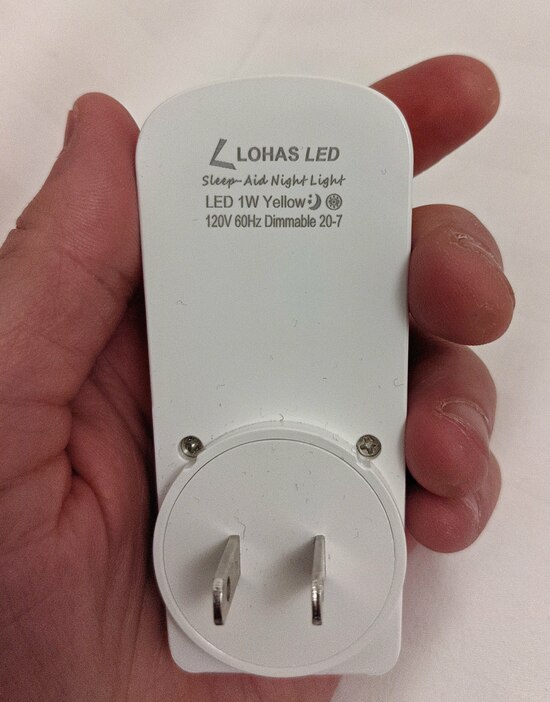 LOHAS LED
Sleep-Aid Night Light
LED 1W Yellow
120V 60Hz Dimmable 20-7